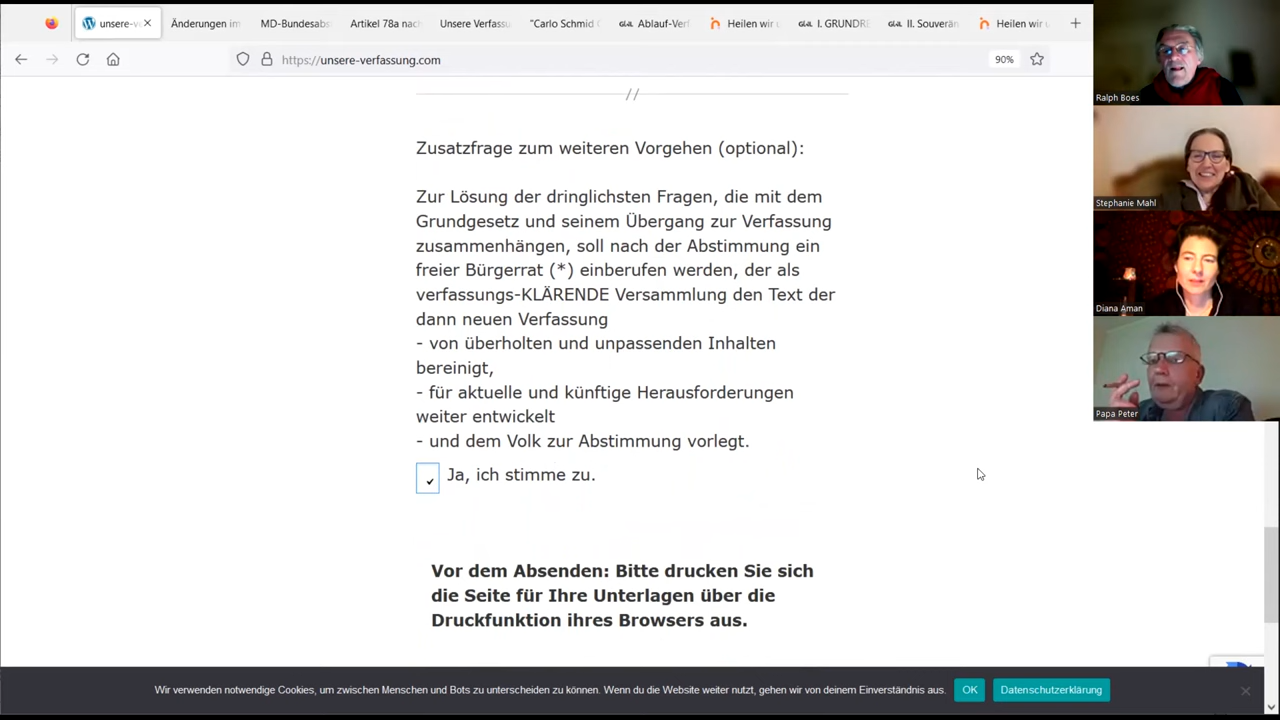 unsere-v
Änderungen im
MD-Bundesabs
Artikel 78a nach
Unsere Verfassu
"Carlo Schmid
Ablauf-Verf
Heilen wir u
I. GRUNDRE
II. Souverän
Heilen wir u
https://unsere-verfassung.com
90%
//
Zusatzfrage zum weiteren Vorgehen (optional):
Zur Lösung der dringlichsten Fragen, die mit dem
Grundgesetz und seinem Übergang zur Verfassung
zusammenhängen, soll nach der Abstimmung ein
freier Bürgerrat (*) einberufen werden, der als
verfassungs-KLÄRENDE Versammlung den Text der
dann neuen Verfassung
- von überholten und unpassenden Inhalten
bereinigt,
- für aktuelle und künftige Herausforderungen
weiter entwickelt
- und dem Volk zur Abstimmung vorlegt.
Ja, ich stimme zu.
Vor dem Absenden: Bitte drucken Sie sich
die Seite für Ihre Unterlagen über die
Druckfunktion ihres Browsers aus.
Wir verwenden notwendige Cookies, um zwischen Menschen und Bots zu unterscheiden zu können. Wenn du die Website weiter nutzt, gehen wir von deinem Einverständnis aus.
OK
Datenschutzerklärung
Ralph Boes
Stephanie Mahl
Diana Aman
Papa Peter